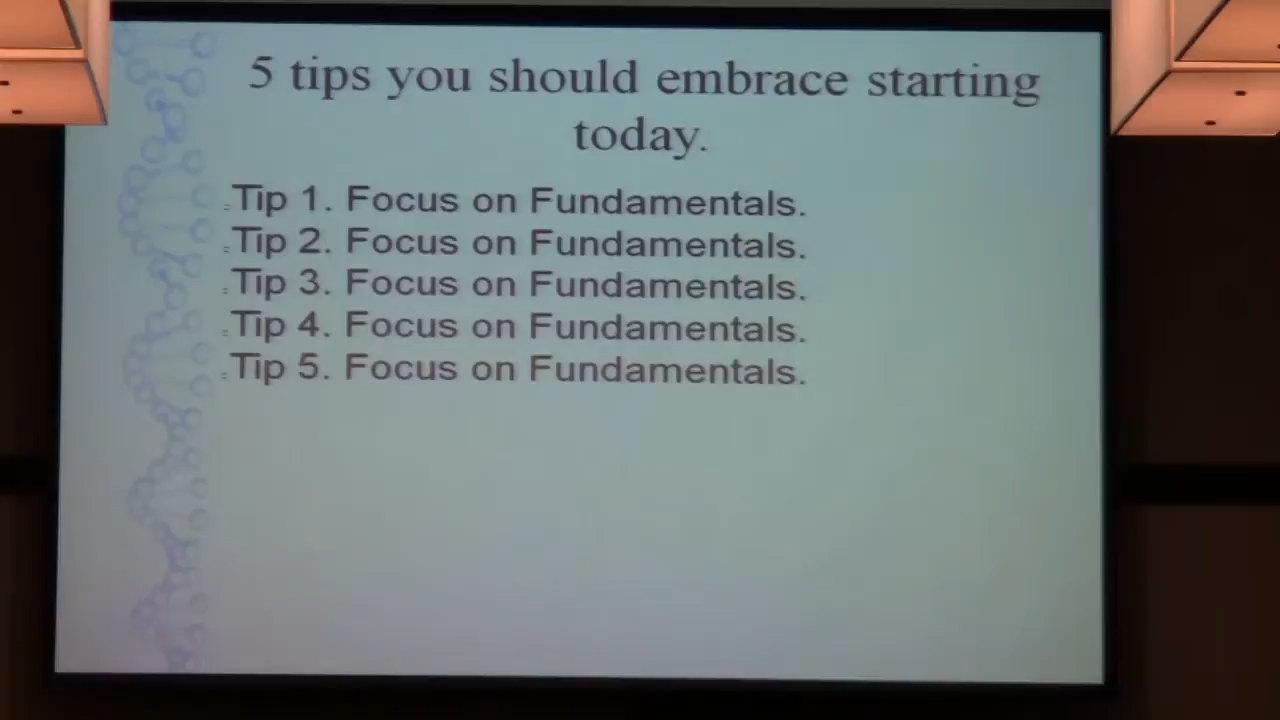 5 tips you should embrace starting
today.
Tip 1. Focus on Fundamentals.
Tip 2. Focus on Fundamentals.
Tip 3. Focus on Fundamentals.
Tip 4. Focus on Fundamentals.
Tip 5. Focus on Fundamentals.